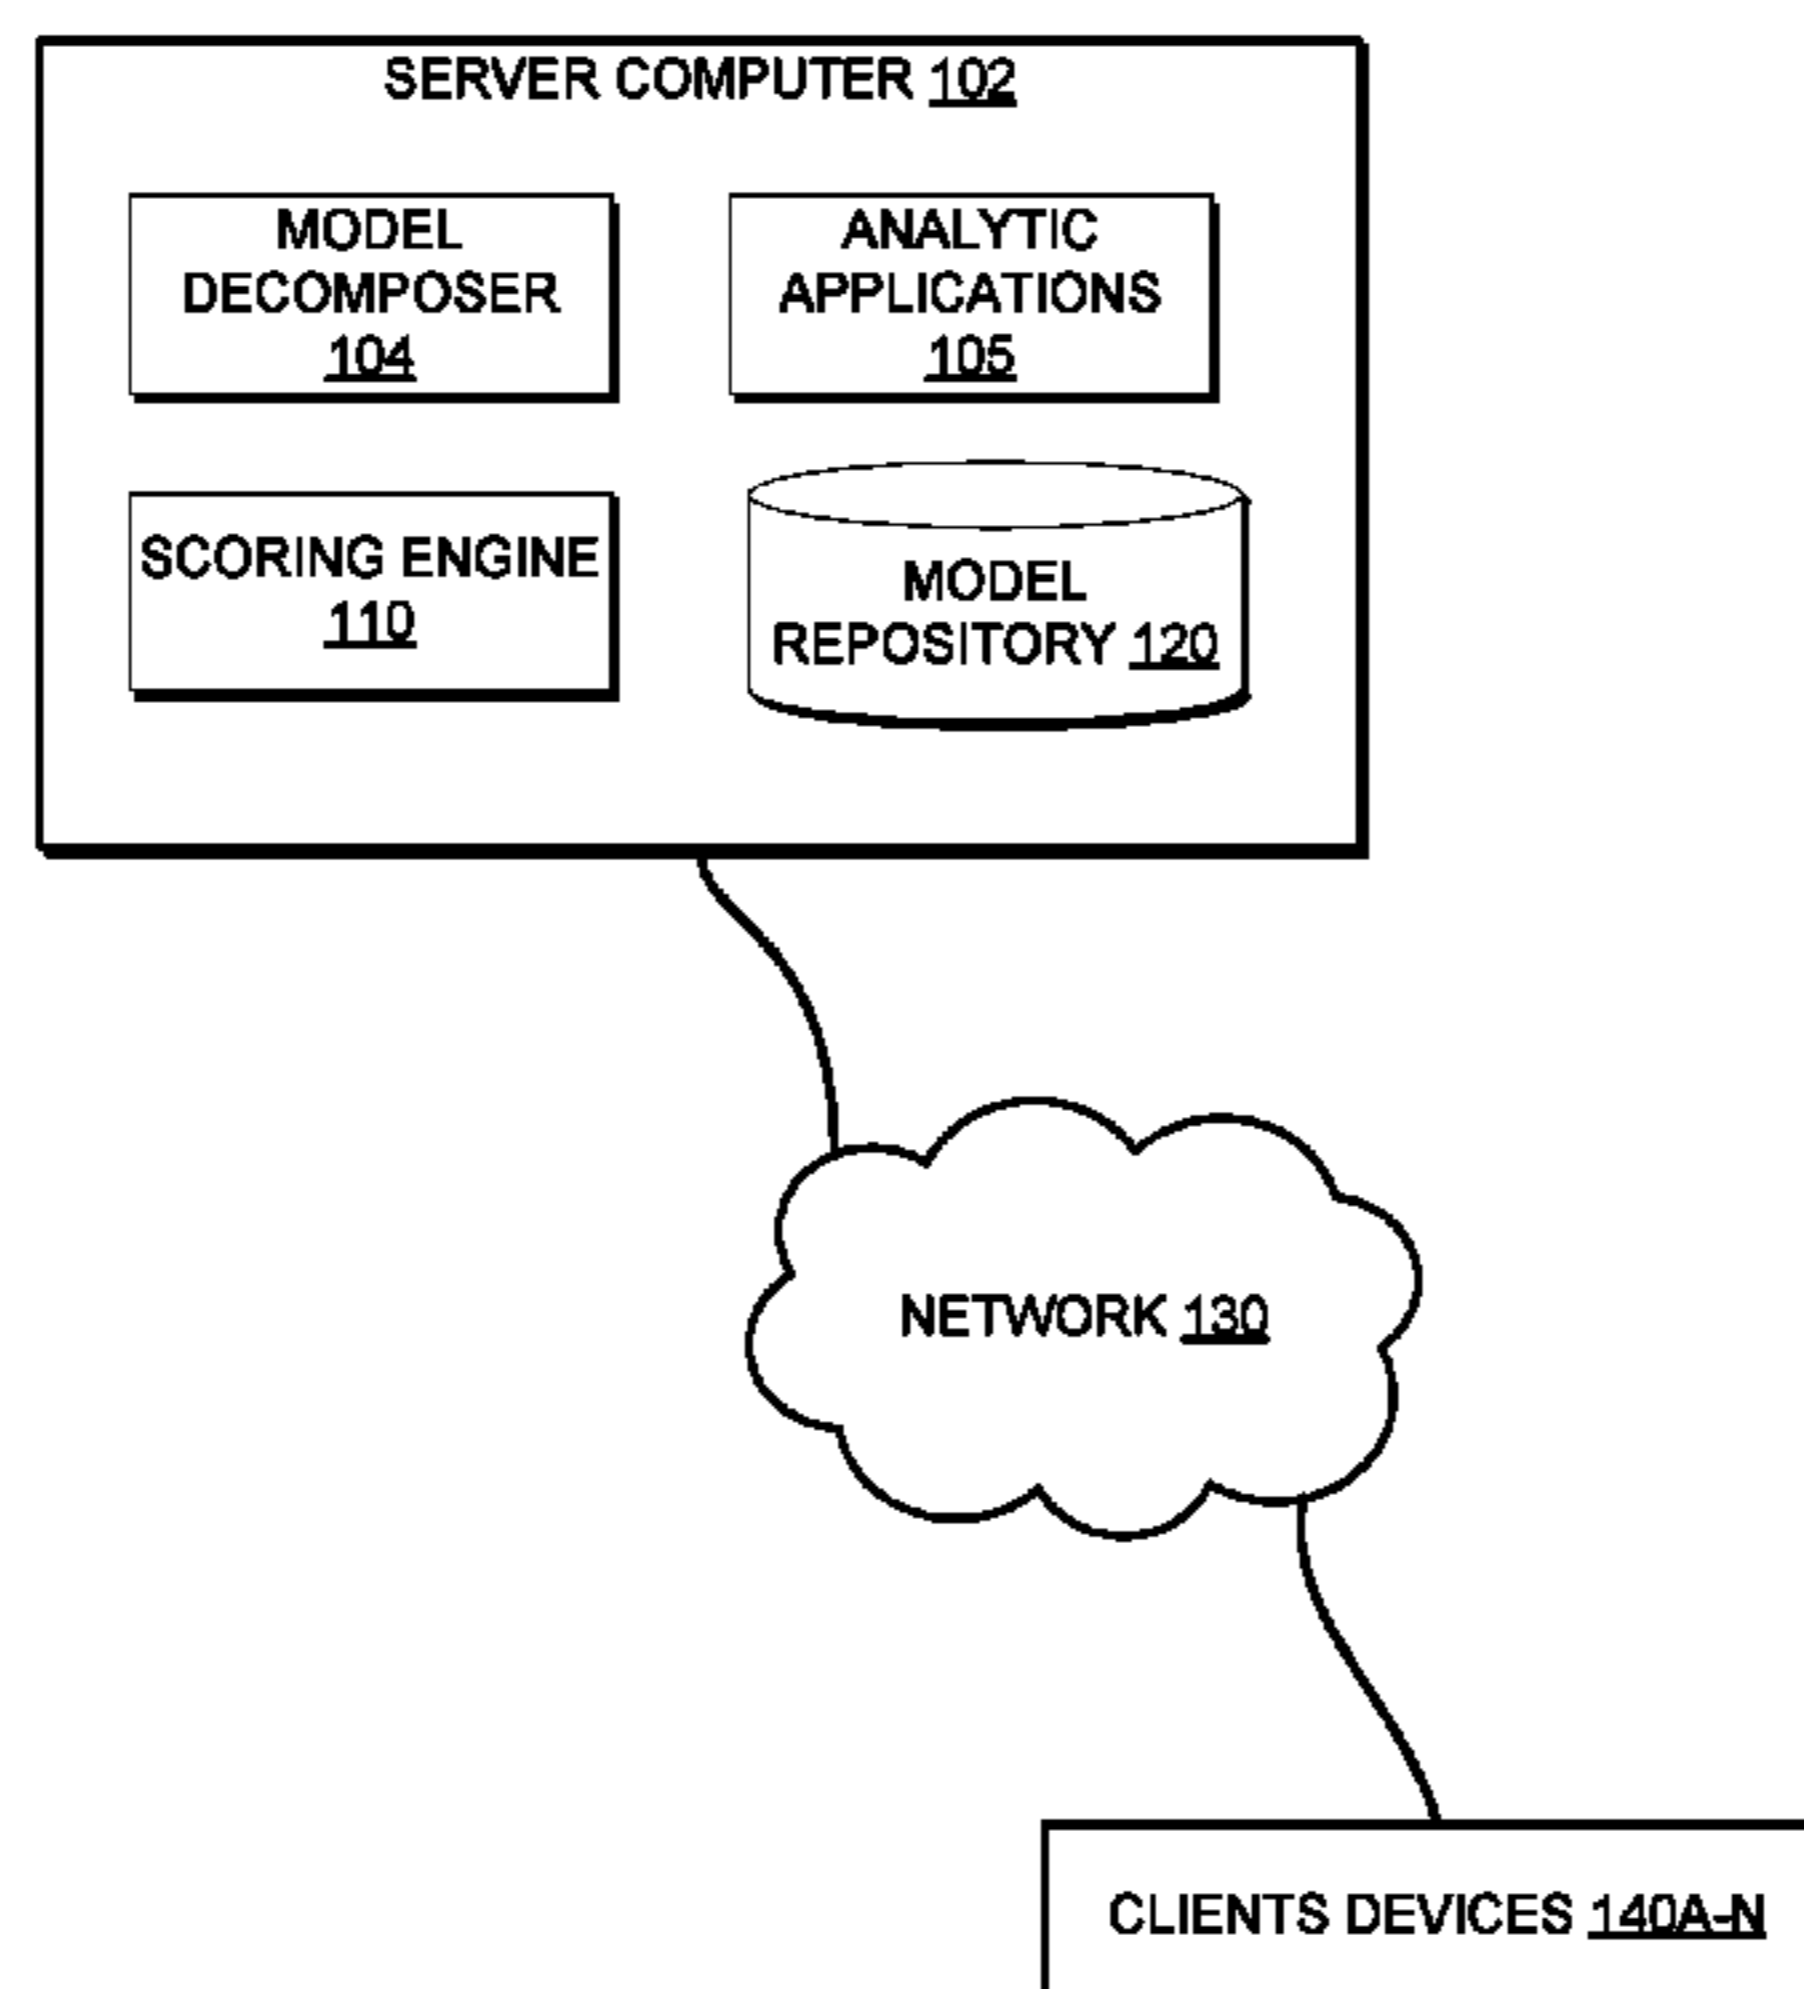 SERVER COMPUTER 102
MODEL
DECOMPOSER
104
ANALYTIC
APPLICATIONS
105
SCORING ENGINE
110
MODEL
REPOSITORY 120
NETWORK 130
CLIENTS DEVICES 140A-N